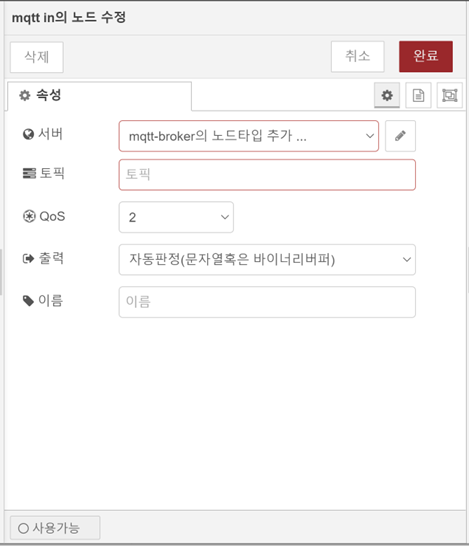 mqtt in의 노드 수정
삭제 취소 완료
속성
서버 mqtt-broker의 노드타입 추가 ...
토픽 토픽
QoS 2
출력 자동판정(문자열혹은 바이너리버퍼)
이름 이름
사용가능